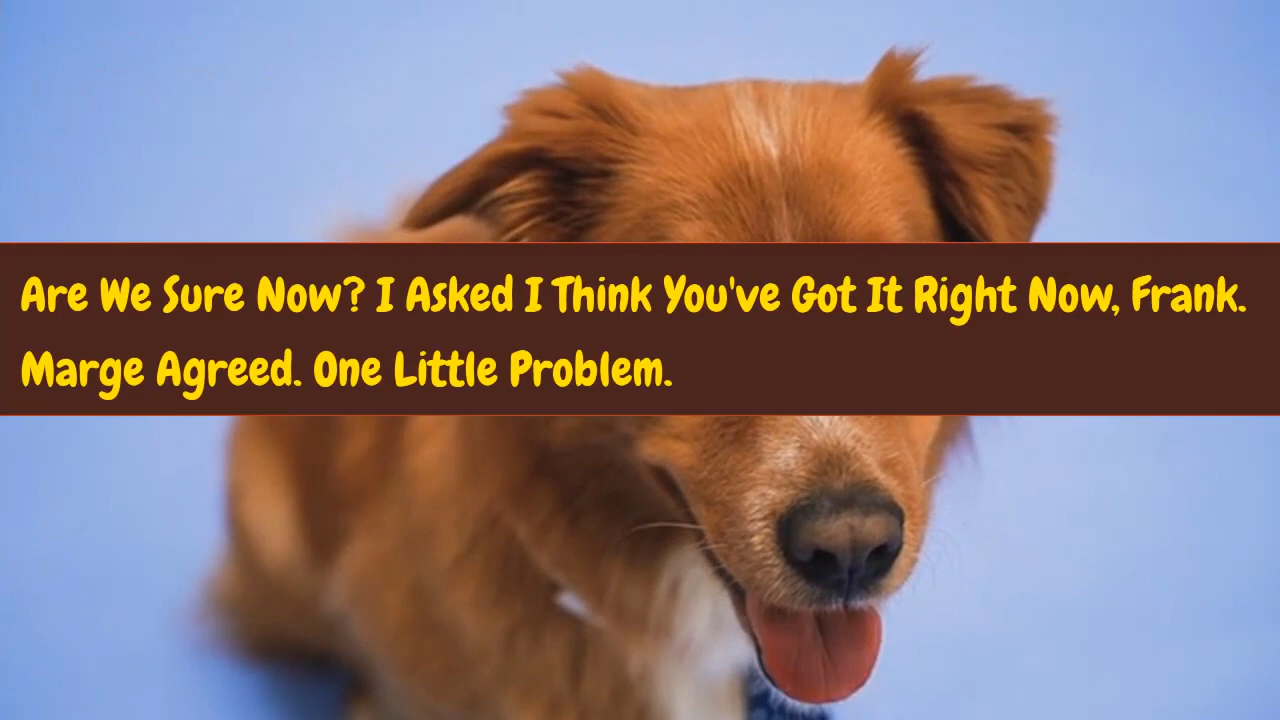 Are We Sure Now? I Asked I Think You've Got It Right Now, Frank.
Marge Agreed. One Little Problem.